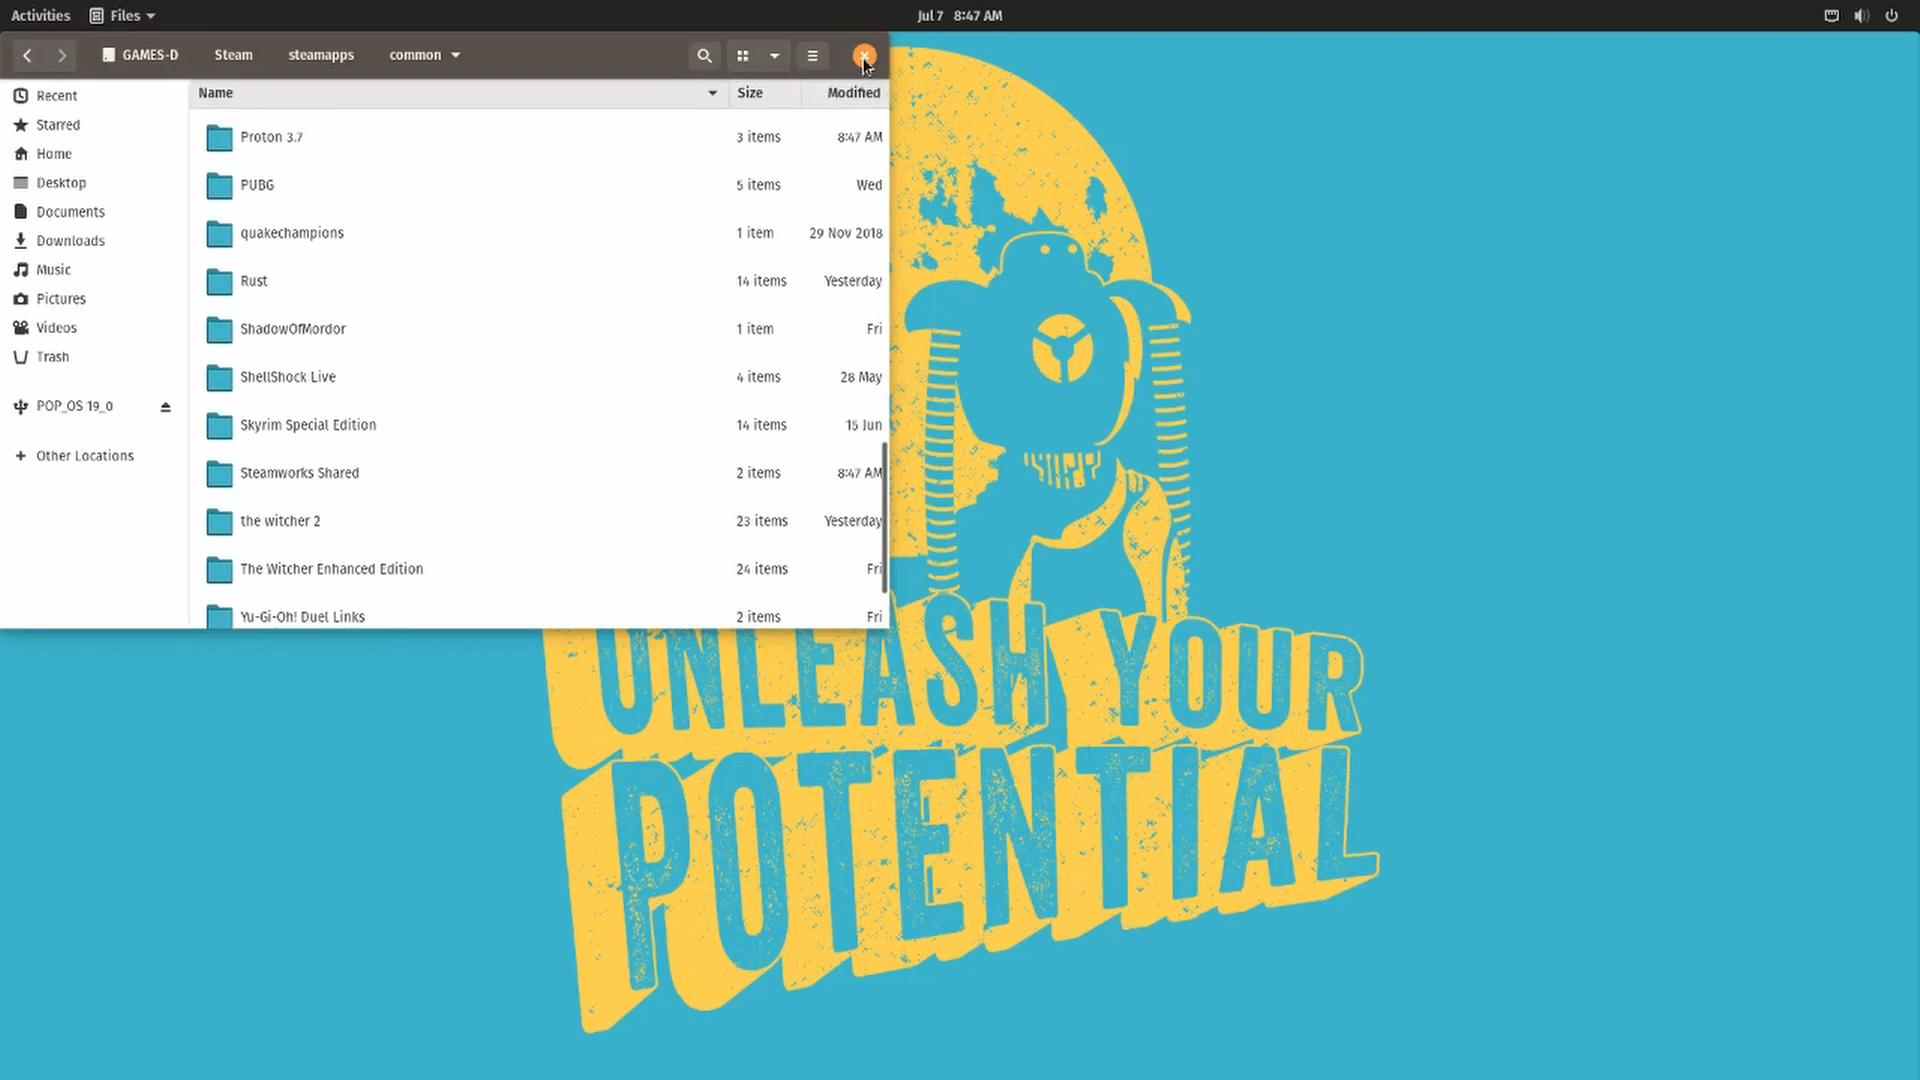 Activities Files Jul 7 8:47 AM
GAMES-D Steam steamapps common
Name Size Modified
Recent
Starred
Home
Desktop
Documents
Downloads
Music
Pictures
Videos
Trash
POP_OS 19_0
Other Locations
Proton 3.7 3 items 8:47 AM
PUBG 5 items Wed
quakechampions 1 item 29 Nov 2018
Rust 14 items Yesterday
ShadowOfMordor 1 item Fri
ShellShock Live 4 items 28 May
Skyrim Special Edition 14 items 15 Jun
Steamworks Shared 2 items 8:47 AM
the witcher 2 23 items Yesterday
The Witcher Enhanced Edition 24 items Fri
Yu-Gi-Oh! Duel Links 2 items Fri
UNLEASH YOUR
POTENTIAL